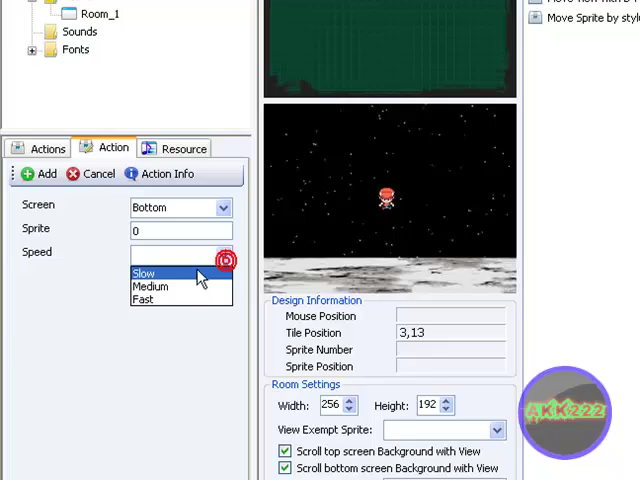 Room_1
Sounds
Fonts
Move Sprite by
Actions
Action
Resource
Add
Cancel
Action Info
Screen
Bottom
Sprite
0
Speed
Slow
Medium
Fast
Design Information
Mouse Position
Tile Position
3,13
Sprite Number
Sprite Position
Room Settings
Width:
256
Height:
192
View Exempt Sprite:
Scroll top screen Background with View
Scroll bottom screen Background with View
AKK222